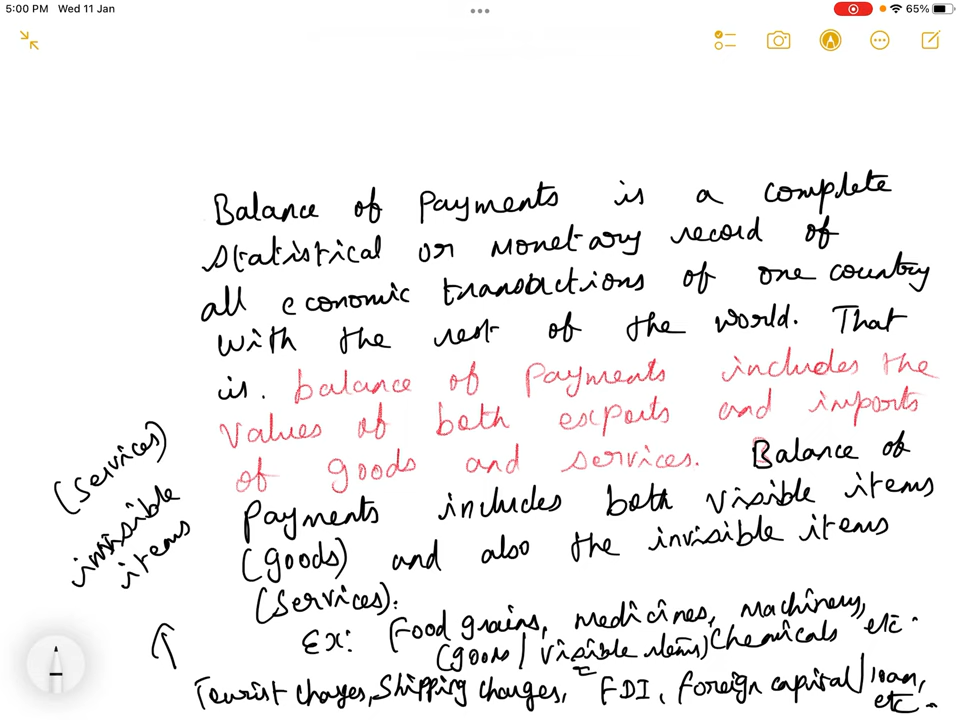 5:00 PM Wed 11 Jan
65%
Balance of Payments is a complete
statistical or monetary record of
all economic transactions of one country
with the rest of the world. That
is. balance of payments includes the
values of both exports and imports
of goods and services. Balance of
payments includes both visible items
(goods) and also the invisible items
(services).
Ex: Food grains, medicines, machinery,
Chemicals etc.
(goods/visible items)
Tourist charges, Shipping charges, FDI, foreign capital/loan,
etc.
(services)
invisible
items